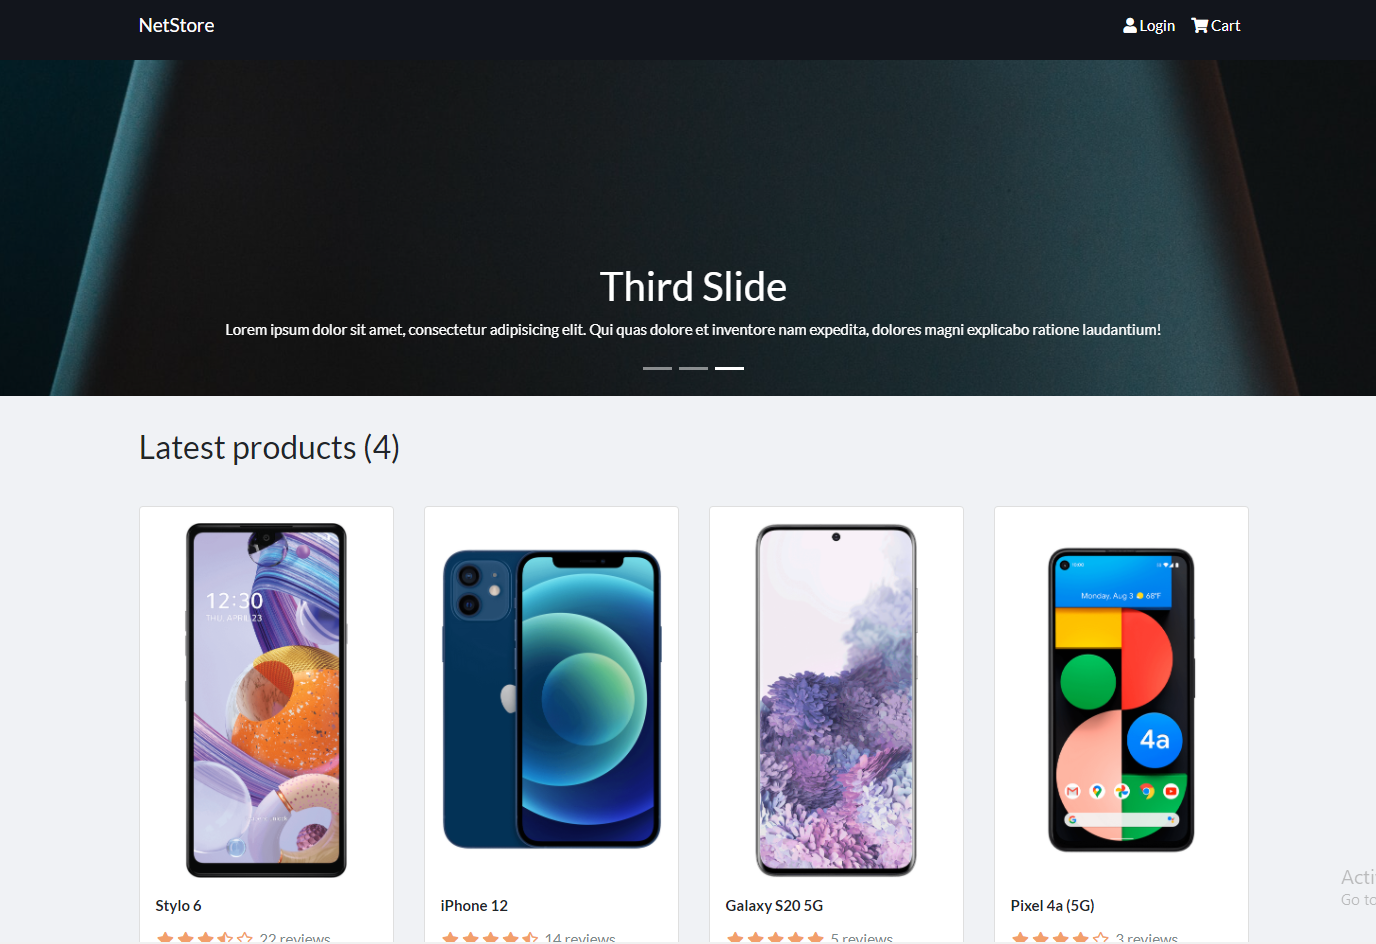 NetStore
Login Cart
Third Slide
Lorem ipsum dolor sit amet, consectetur adipisicing elit. Qui quas dolore et inventore nam expedita, dolores magni explicabo ratione laudantium!
Latest products (4)
12:30
THU, APRIL 23
10:00
Monday, Aug 3 68°F
4a
Stylo 6
iPhone 12
Galaxy S20 5G
Pixel 4a (5G)
22 reviews
14 reviews
5 reviews
3 reviews
Acti
Go to